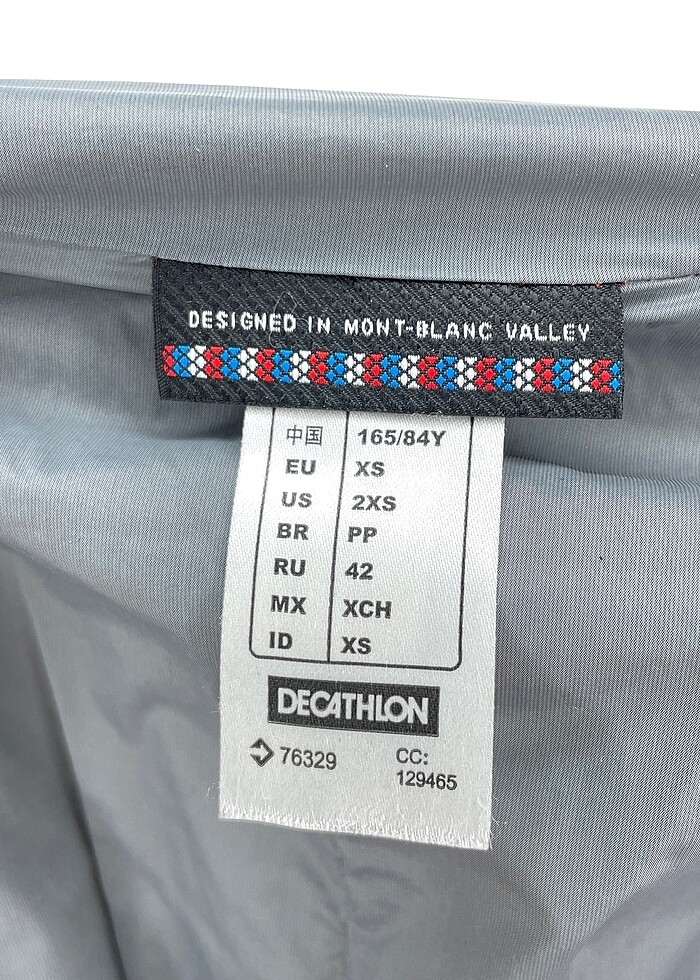 DESIGNED IN MONT-BLANC VALLEY
中国 165/84Y
EU XS
US 2XS
BR PP
RU 42
MX XCH
ID XS
DECATHLON
76329 CC:
129465